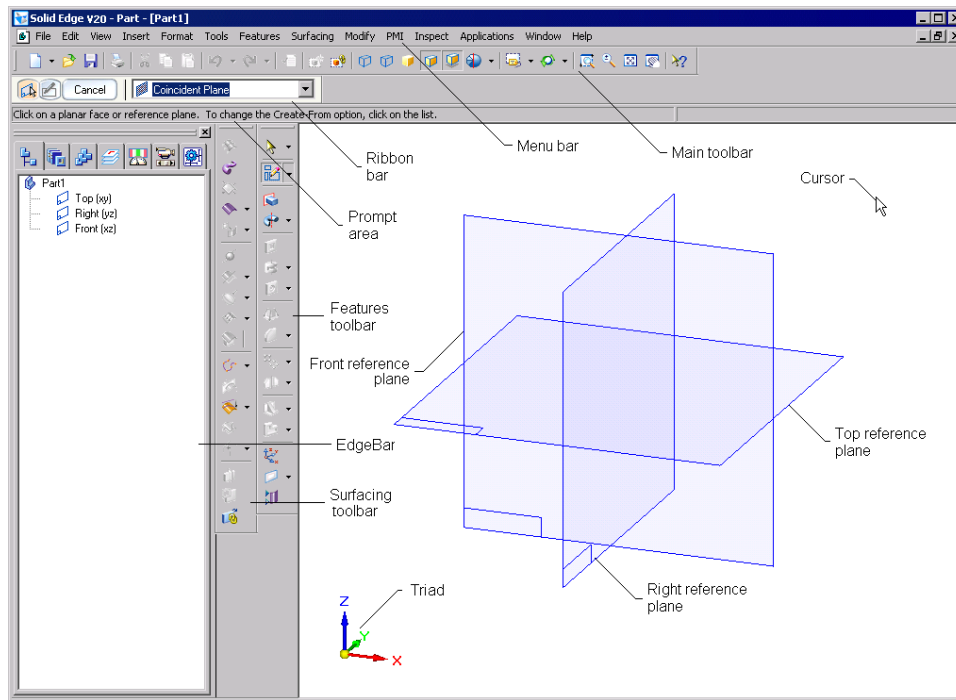 Solid Edge V20 - Part - [Part1]
File Edit View Insert Format Tools Features Surfacing Modify PMI Inspect Applications Window Help
Cancel Coincident Plane
Click on a planar face or reference plane. To change the Create-From option, click on the list.
Part1
Top (xy)
Right (yz)
Front (xz)
Ribbon
bar
Menu bar
Main toolbar
Cursor
Prompt
area
Features
toolbar
Front reference
plane
Top reference
plane
EdgeBar
Surfacing
toolbar
Right reference
plane
Triad
Z
Y
X